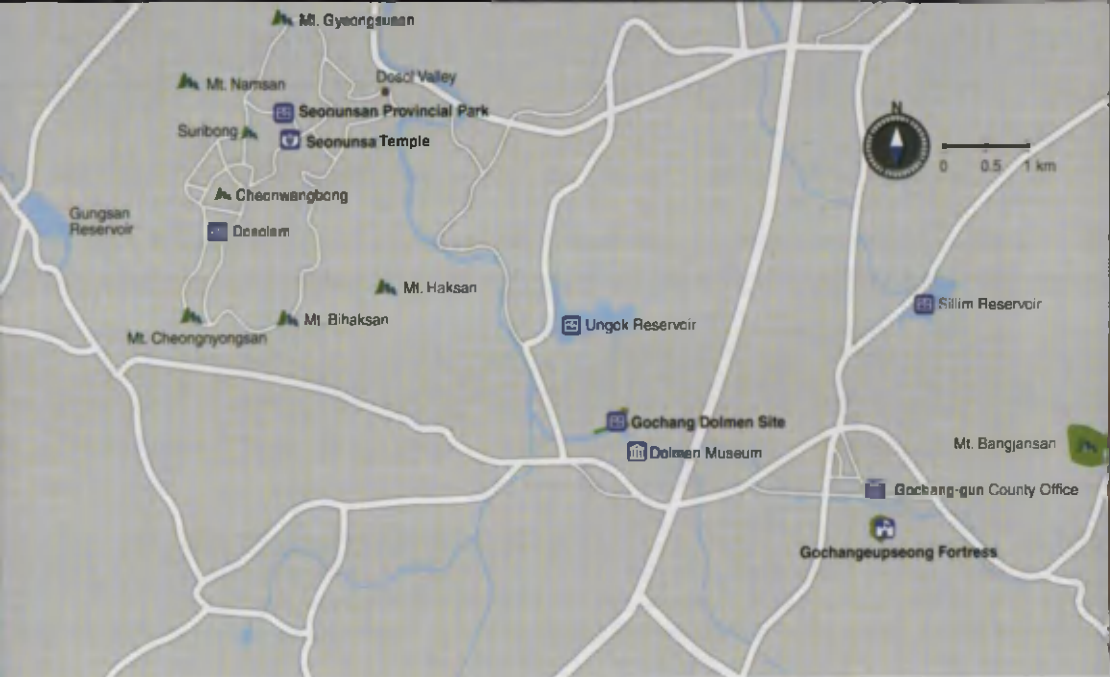 Mt. Gyeongsusan
Mt. Namsan
Dosol Valley
Seonunsan Provincial Park
Suribong
Seonunsa Temple
Cheonwangbong
Gungsan
Reservoir
Dosolam
Mt. Haksan
Mt. Bihaksan
Mt. Cheongnyongsan
Ungok Reservoir
N
0 0.5 1 km
Sillim Reservoir
Gochang Dolmen Site
Dolmen Museum
Mt. Bangjansan
Gochang-gun County Office
Gochangeupseong Fortress